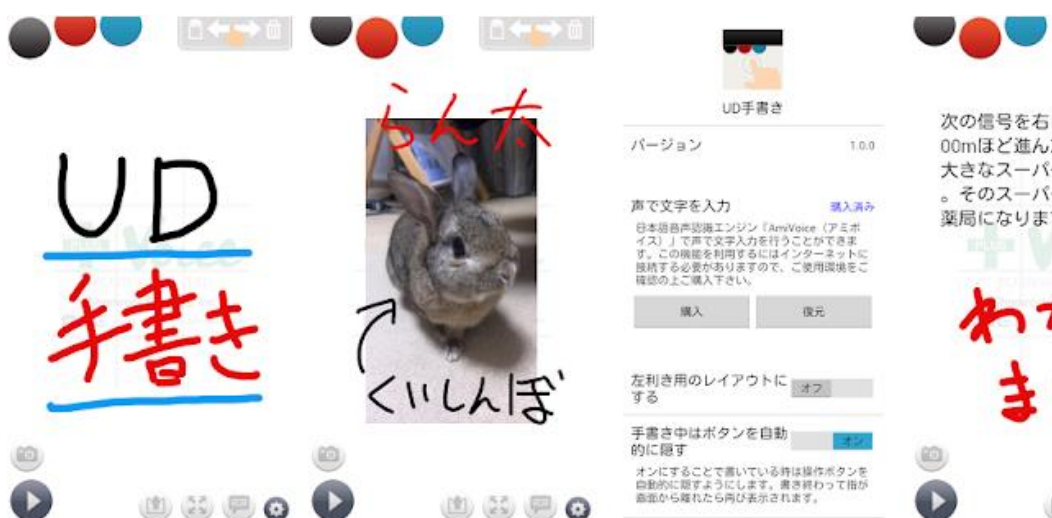 UD
手書き
らん太
くいしんぼ
UD手書き
バージョン
1.0.0
声で文字を入力
購入済み
日本語音声認識エンジン「AmiVoice（アミボ
イス）」で声で文字入力を行うことができま
す。この機能を利用するにはインターネットに
接続する必要がありますので、ご使用環境をご
確認の上ご購入下さい。
購入
復元
左利き用のレイアウトに
する
オフ
手書き中はボタンを自動
的に隠す
オン
オンにすることで書いている時は操作ボタンを
自動的に隠すようにします。書き終わって指が
画面から離れたら再び表示されます。
次の信号を右
00mほど進ん
大きなスーパ
。そのスーパ
薬局になりま
わ
ま